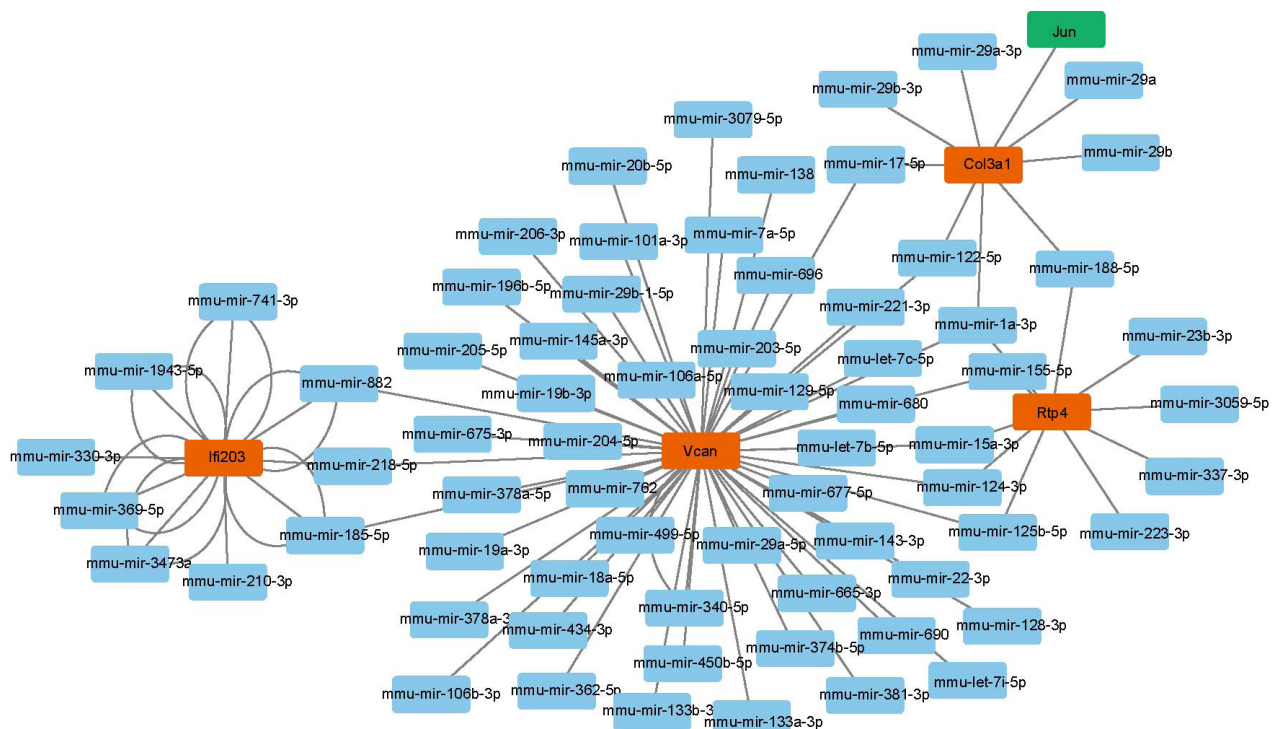 Jun
mmu-mir-29a-3p
mmu-mir-29a
mmu-mir-29b-3p
mmu-mir-3079-5p
mmu-mir-29b
mmu-mir-20b-5p
mmu-mir-138
mmu-mir-17-5p
Col3a1
mmu-mir-206-3p
mmu-mir-101a-3p
mmu-mir-7a-5p
mmu-mir-122-5p
mmu-mir-188-5p
mmu-mir-696
mmu-mir-196b-5p
mmu-mir-29b-1-5p
mmu-mir-741-3p
mmu-mir-221-3p
mmu-mir-1a-3p
mmu-mir-23b-3p
mmu-mir-205-5p
mmu-mir-145a-3p
mmu-mir-203-5p
mmu-let-7c-5p
mmu-mir-1943-5p
mmu-mir-882
mmu-mir-106a-5p
mmu-mir-155-5p
mmu-mir-19b-3p
mmu-mir-129-5p
mmu-mir-680
Rtp4
mmu-mir-3059-5p
mmu-mir-675-3p
mmu-mir-204-5p
mmu-let-7b-5p
mmu-mir-15a-3p
mmu-mir-330-3p
Ifi203
mmu-mir-218-5p
Vcan
mmu-mir-337-3p
mmu-mir-378a-5p
mmu-mir-762
mmu-mir-677-5p
mmu-mir-124-3p
mmu-mir-369-5p
mmu-mir-185-5p
mmu-mir-499-5p
mmu-mir-125b-5p
mmu-mir-223-3p
mmu-mir-19a-3p
mmu-mir-29a-5p
mmu-mir-143-3p
mmu-mir-3473a
mmu-mir-210-3p
mmu-mir-18a-5p
mmu-mir-665-3p
mmu-mir-22-3p
mmu-mir-378a-3
mmu-mir-434-3p
mmu-mir-340-5p
mmu-mir-690
mmu-mir-128-3p
mmu-mir-374b-5p
mmu-mir-450b-5p
mmu-let-7i-5p
mmu-mir-106b-3p
mmu-mir-362-5p
mmu-mir-381-3p
mmu-mir-133b-3
mmu-mir-133a-3p